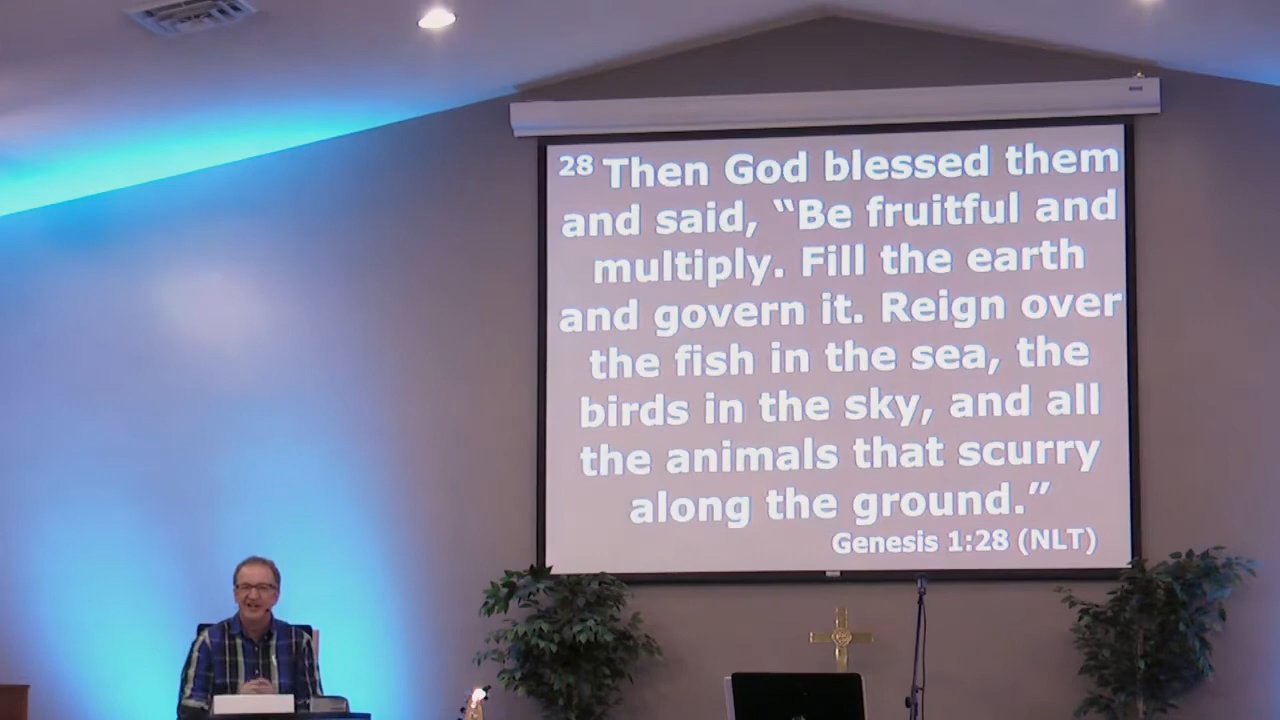 28 Then God blessed them
and said, “Be fruitful and
multiply. Fill the earth
and govern it. Reign over
the fish in the sea, the
birds in the sky, and all
the animals that scurry
along the ground.”
Genesis 1:28 (NLT)